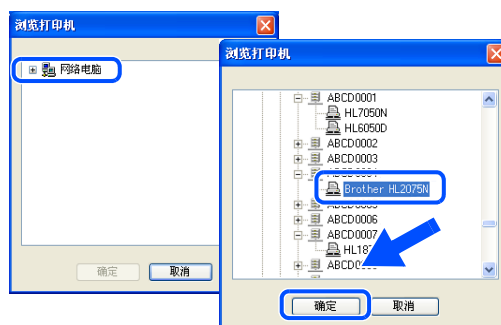 浏览打印机
网络电脑
确定
取消
浏览打印机
ABCD0001
HL7050N
HL6050D
ABCD0002
ABCD0003
Brother HL2075N
ABCD0006
ABCD0007
确定
取消